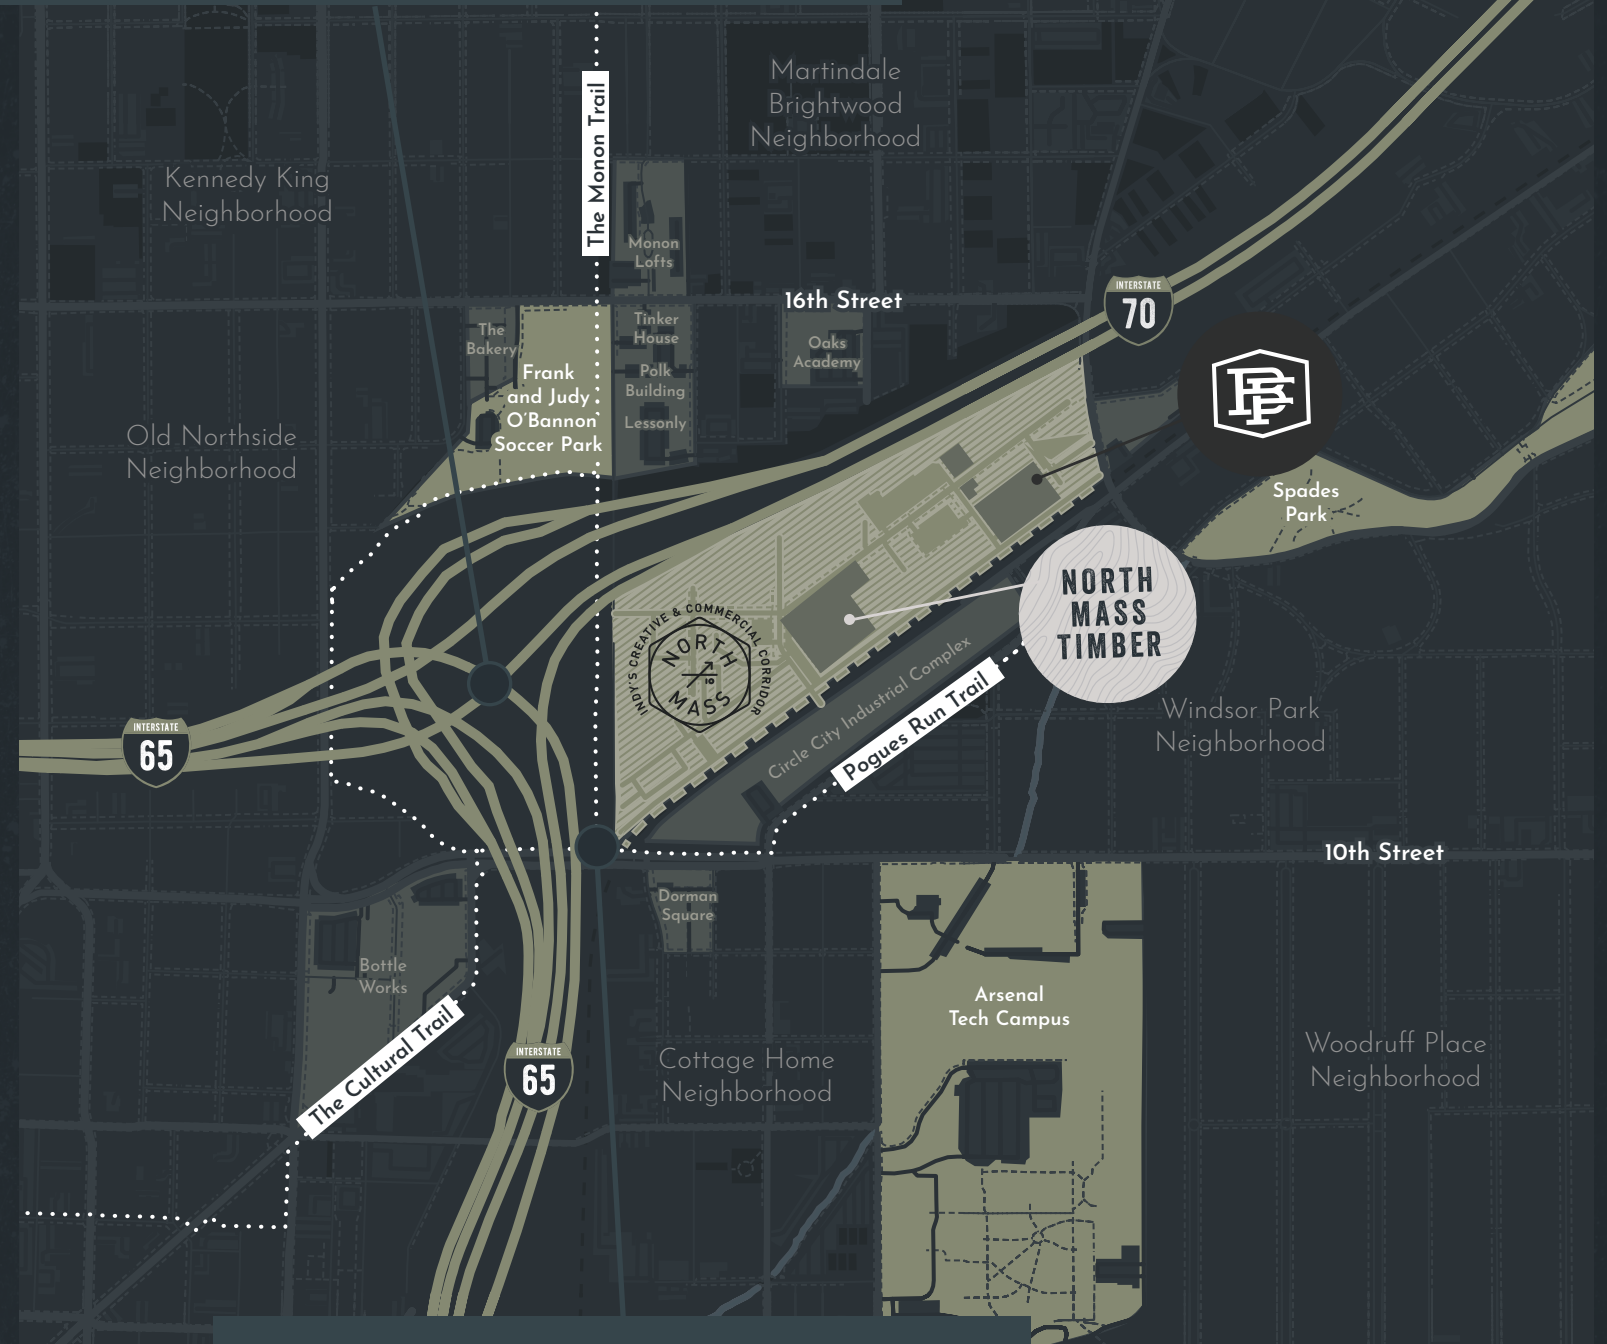 Martindale
Brightwood
Neighborhood
The Monon Trail
Kennedy King
Neighborhood
Monon
Lofts
16th Street
INTERSTATE
70
The
Bakery
Tinker
House
Oaks
Academy
Frank
and Judy
O'Bannon
Soccer Park
Polk
Building
Lessonly
Old Northside
Neighborhood
Spades
Park
NORTH
MASS
TIMBER
INDY'S CREATIVE & COMMERCIAL CORRIDOR
NORTH
MASS
Circle City Industrial Complex
Pogues Run Trail
Windsor Park
Neighborhood
INTERSTATE
65
10th Street
Dorman
Square
Bottle
Works
Arsenal
Tech Campus
The Cultural Trail
INTERSTATE
65
Cottage Home
Neighborhood
Woodruff Place
Neighborhood